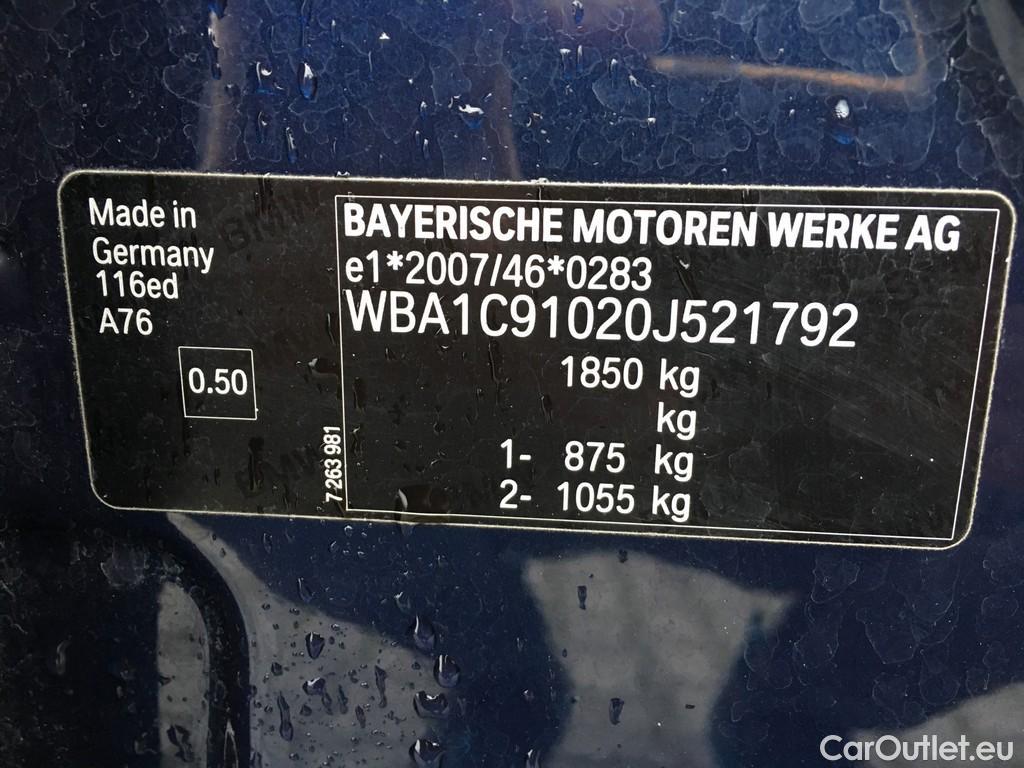 Made in
Germany
116ed
A76
0.50
7 263 981
BAYERISCHE MOTOREN WERKE AG
e1*2007/46*0283
WBA1C91020J521792
1850 kg
kg
1- 875 kg
2- 1055 kg
CarOutlet.eu